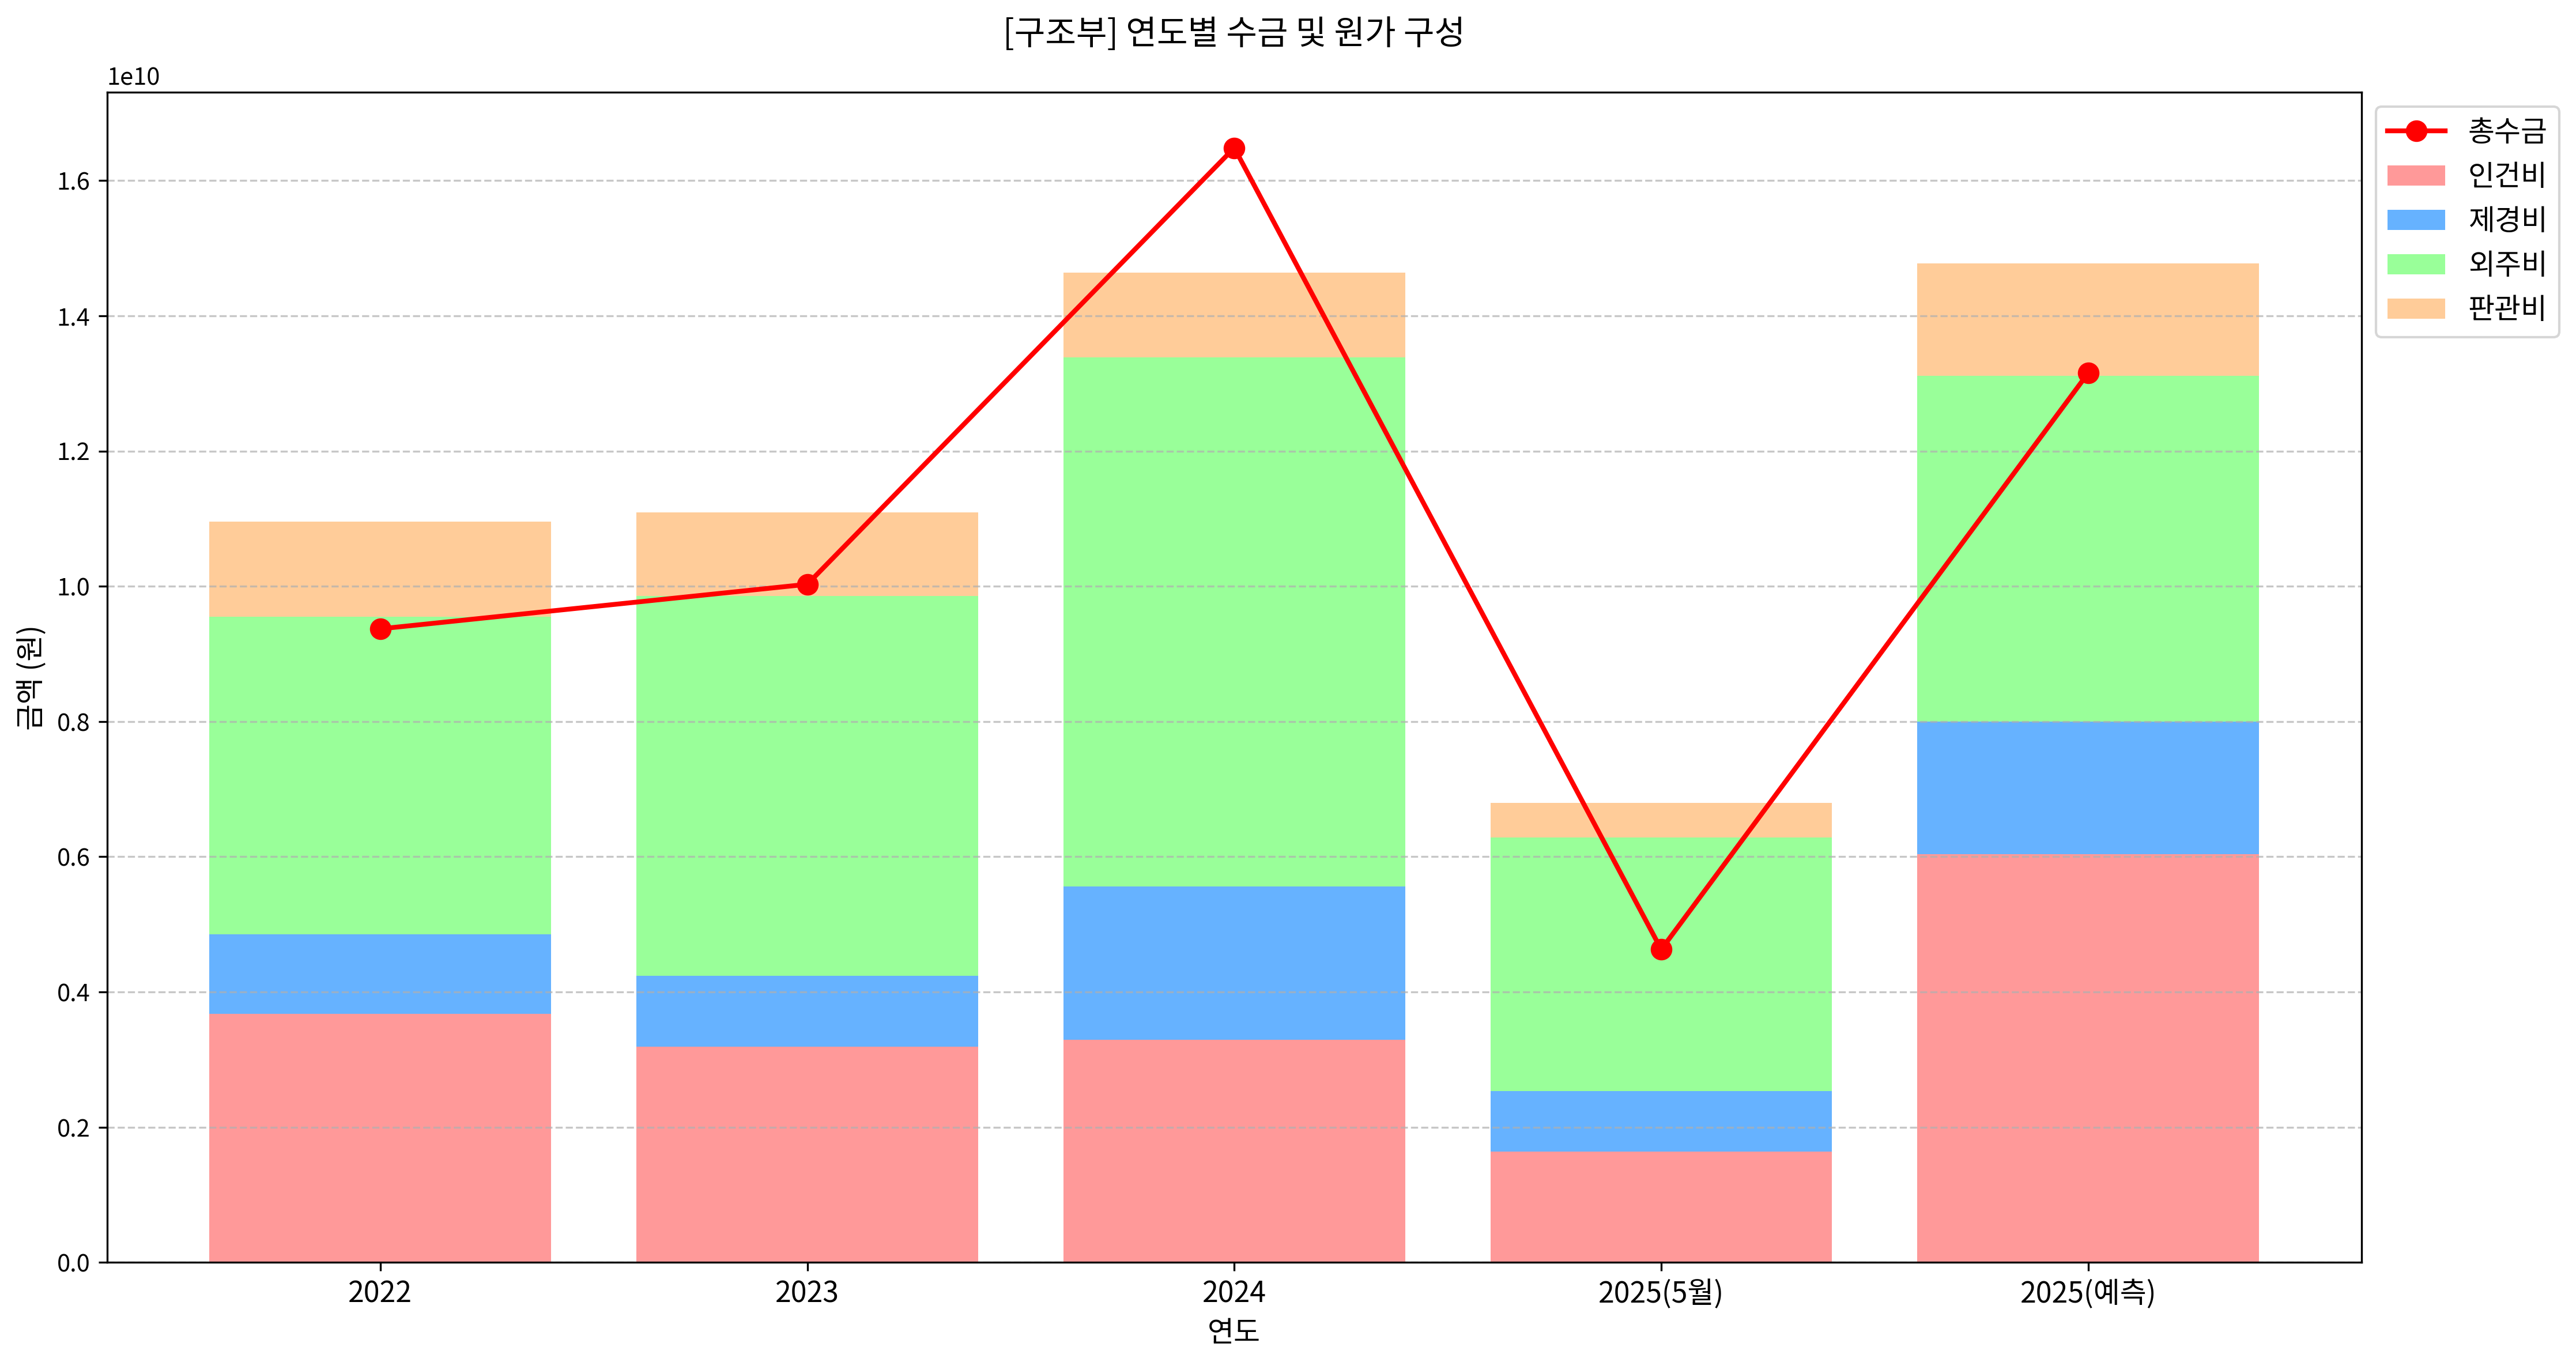 [구조부] 연도별 수금 및 원가 구성
1e10
1.6
1.4
1.2
1.0
0.8
0.6
0.4
0.2
0.0
금액 (원)
2022
2023
2024
2025(5월)
2025(예측)
연도
총수금
인건비
제경비
외주비
판관비